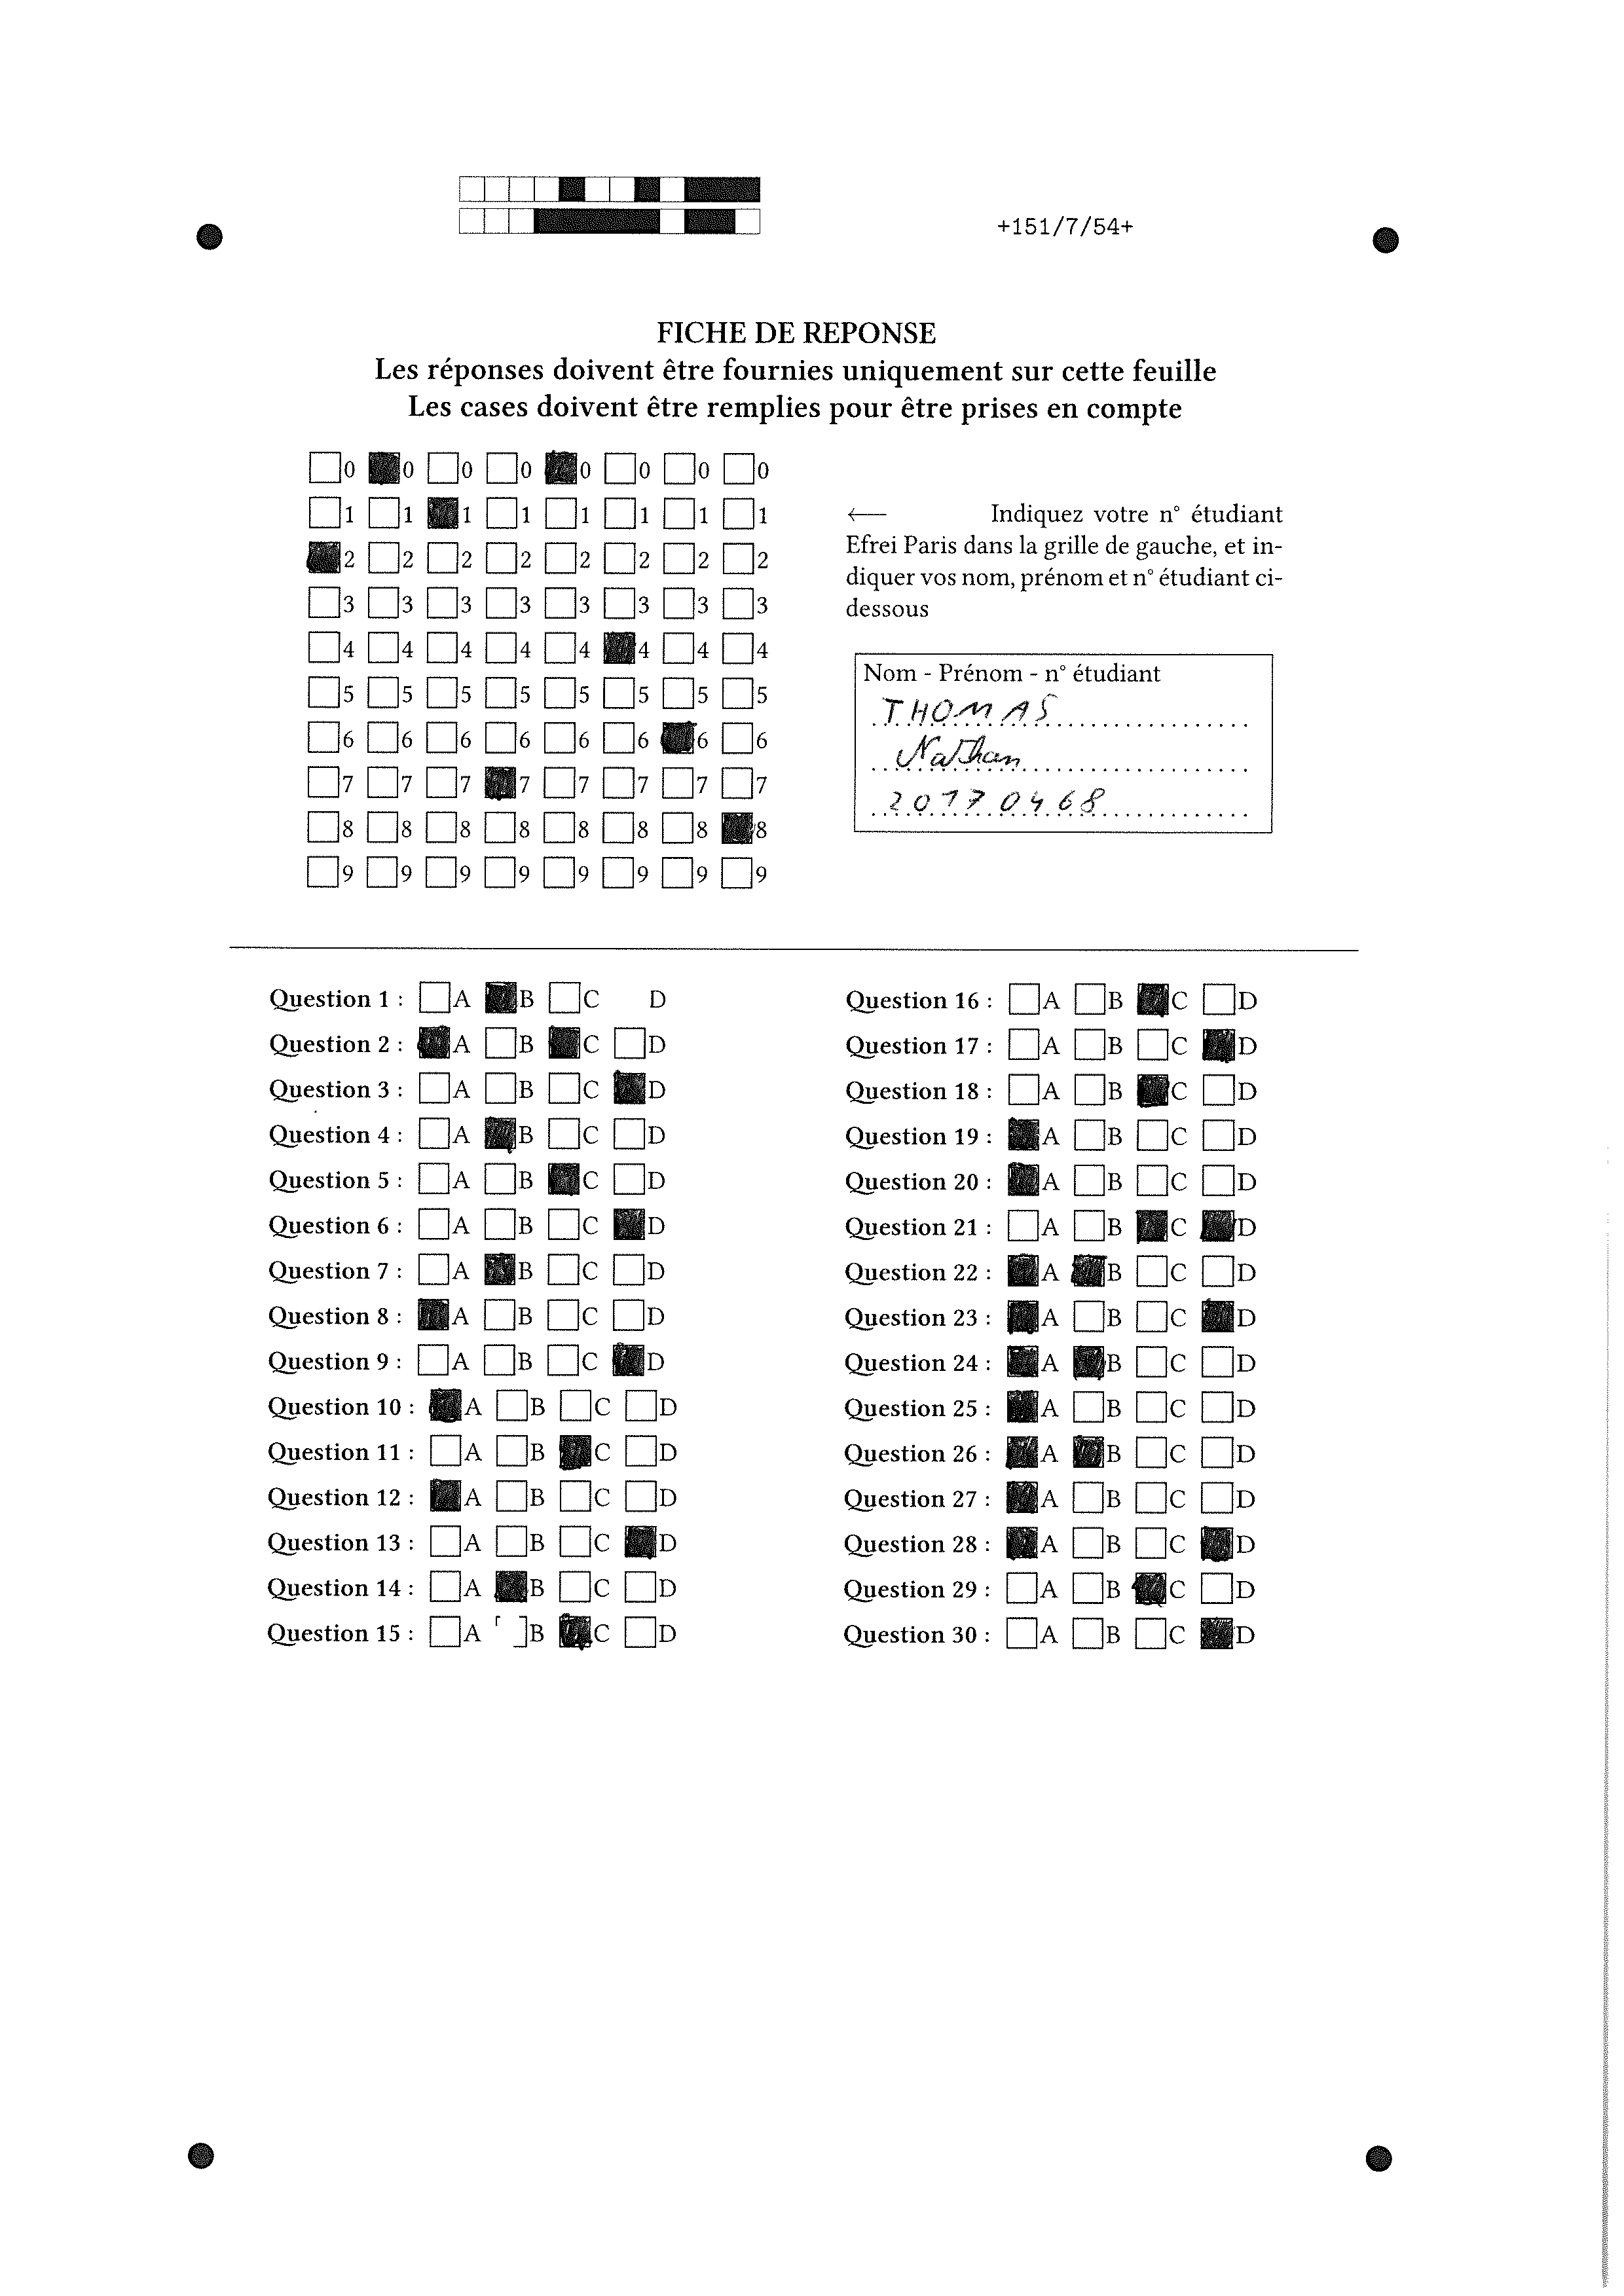 +151/7/54+
FICHE DE REPONSE
Les réponses doivent être fournies uniquement sur cette feuille
Les cases doivent être remplies pour être prises en compte
0 0 0 0 0 0 0 0
1 1 1 1 1 1 1 1
2 2 2 2 2 2 2 2
3 3 3 3 3 3 3 3
4 4 4 4 4 4 4 4
5 5 5 5 5 5 5 5
6 6 6 6 6 6 6 6
7 7 7 7 7 7 7 7
8 8 8 8 8 8 8 8
9 9 9 9 9 9 9 9
← Indiquez votre n° étudiant
Efrei Paris dans la grille de gauche, et in-
diquer vos nom, prénom et n° étudiant ci-
dessous
Nom - Prénom - n° étudiant
THOMAS
Nathan
20170468
Question 1 : A B C D
Question 2 : A B C D
Question 3 : A B C D
Question 4 : A B C D
Question 5 : A B C D
Question 6 : A B C D
Question 7 : A B C D
Question 8 : A B C D
Question 9 : A B C D
Question 10 : A B C D
Question 11 : A B C D
Question 12 : A B C D
Question 13 : A B C D
Question 14 : A B C D
Question 15 : A B C D
Question 16 : A B C D
Question 17 : A B C D
Question 18 : A B C D
Question 19 : A B C D
Question 20 : A B C D
Question 21 : A B C D
Question 22 : A B C D
Question 23 : A B C D
Question 24 : A B C D
Question 25 : A B C D
Question 26 : A B C D
Question 27 : A B C D
Question 28 : A B C D
Question 29 : A B C D
Question 30 : A B C D